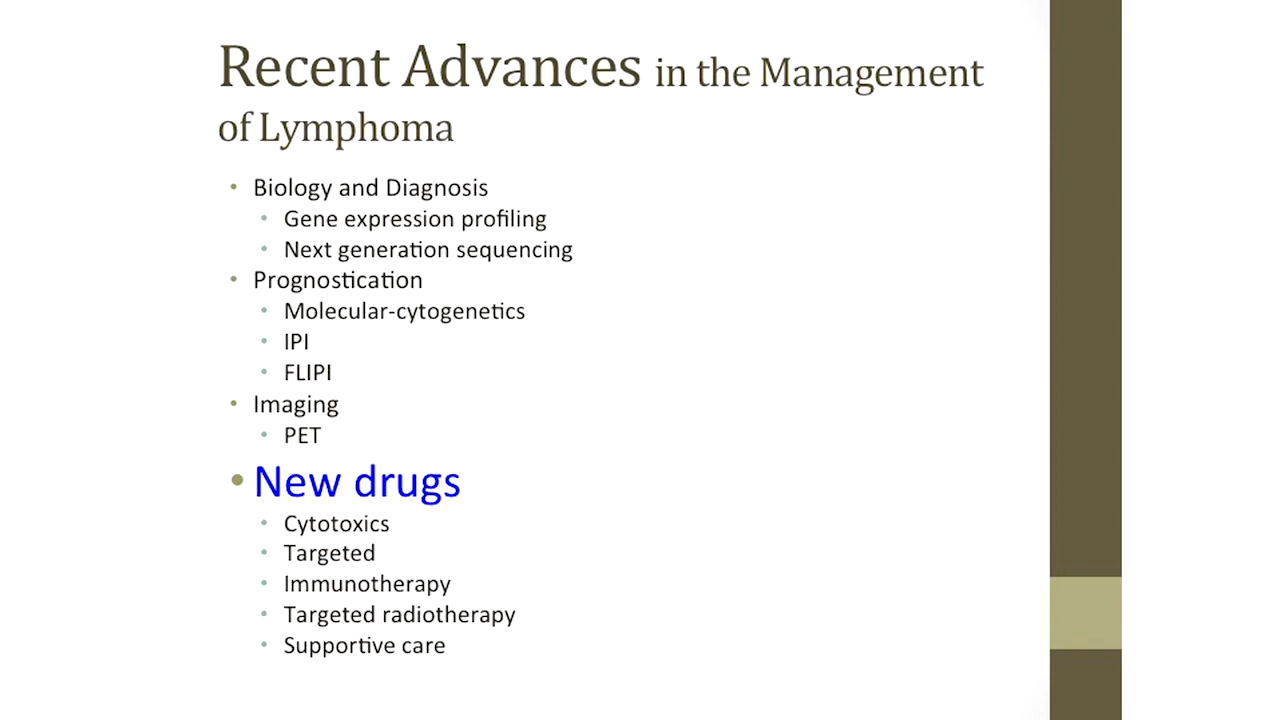 Recent Advances in the Management
of Lymphoma
• Biology and Diagnosis
• Gene expression profiling
• Next generation sequencing
• Prognostication
• Molecular-cytogenetics
• IPI
• FLIPI
• Imaging
• PET
• New drugs
• Cytotoxics
• Targeted
• Immunotherapy
• Targeted radiotherapy
• Supportive care